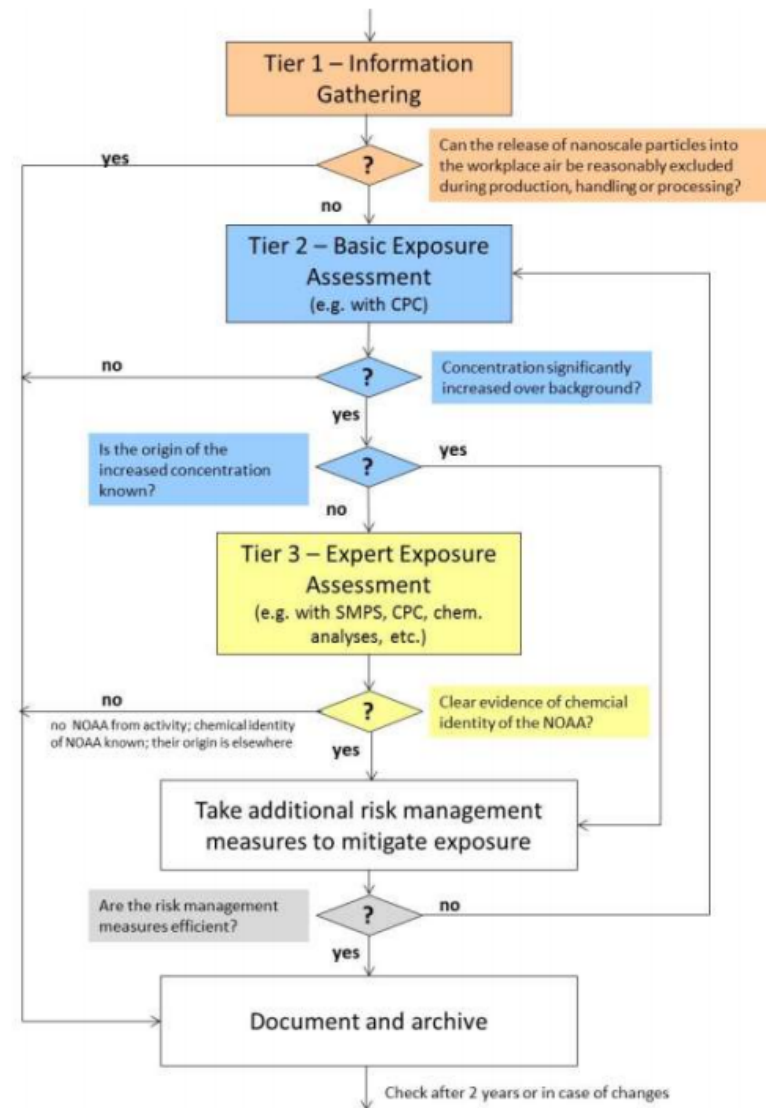 Tier 1 – Information
Gathering
yes
?
Can the release of nanoscale particles into
the workplace air be reasonably excluded
during production, handling or processing?
no
Tier 2 – Basic Exposure
Assessment
(e.g. with CPC)
no
?
Concentration significantly
increased over background?
yes
Is the origin of the
increased concentration
known?
?
yes
no
Tier 3 – Expert Exposure
Assessment
(e.g. with SMPS, CPC, chem.
analyses, etc.)
no
no NOAA from activity; chemical identity
of NOAA known; their origin is elsewhere
?
Clear evidence of chemcial
identity of the NOAA?
yes
Take additional risk management
measures to mitigate exposure
Are the risk management
measures efficient?
?
no
yes
Document and archive
Check after 2 years or in case of changes